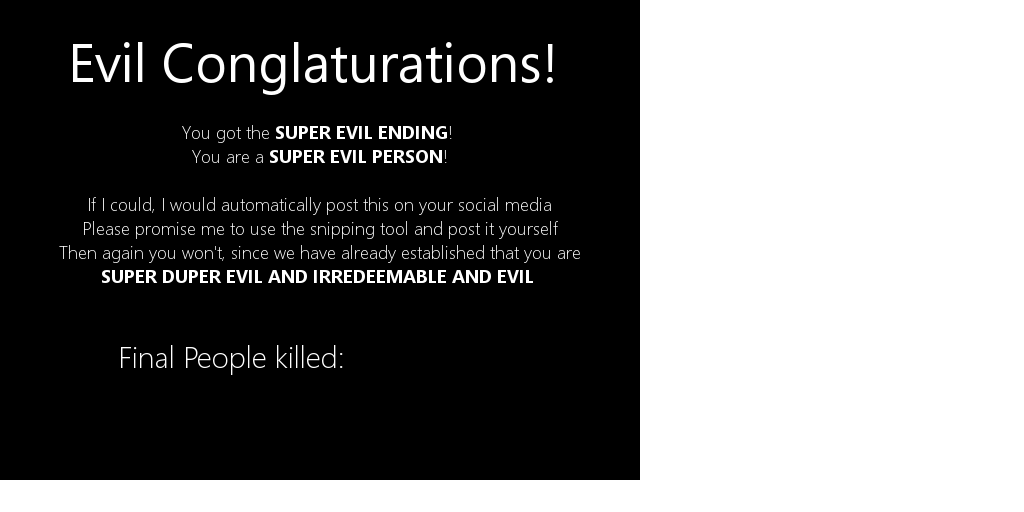 Evil Conglaturations!
You got the SUPER EVIL ENDING!
You are a SUPER EVIL PERSON!
If I could, I would automatically post this on your social media
Please promise me to use the snipping tool and post it yourself
Then again you won't, since we have already established that you are
SUPER DUPER EVIL AND IRREDEEMABLE AND EVIL
Final People killed: